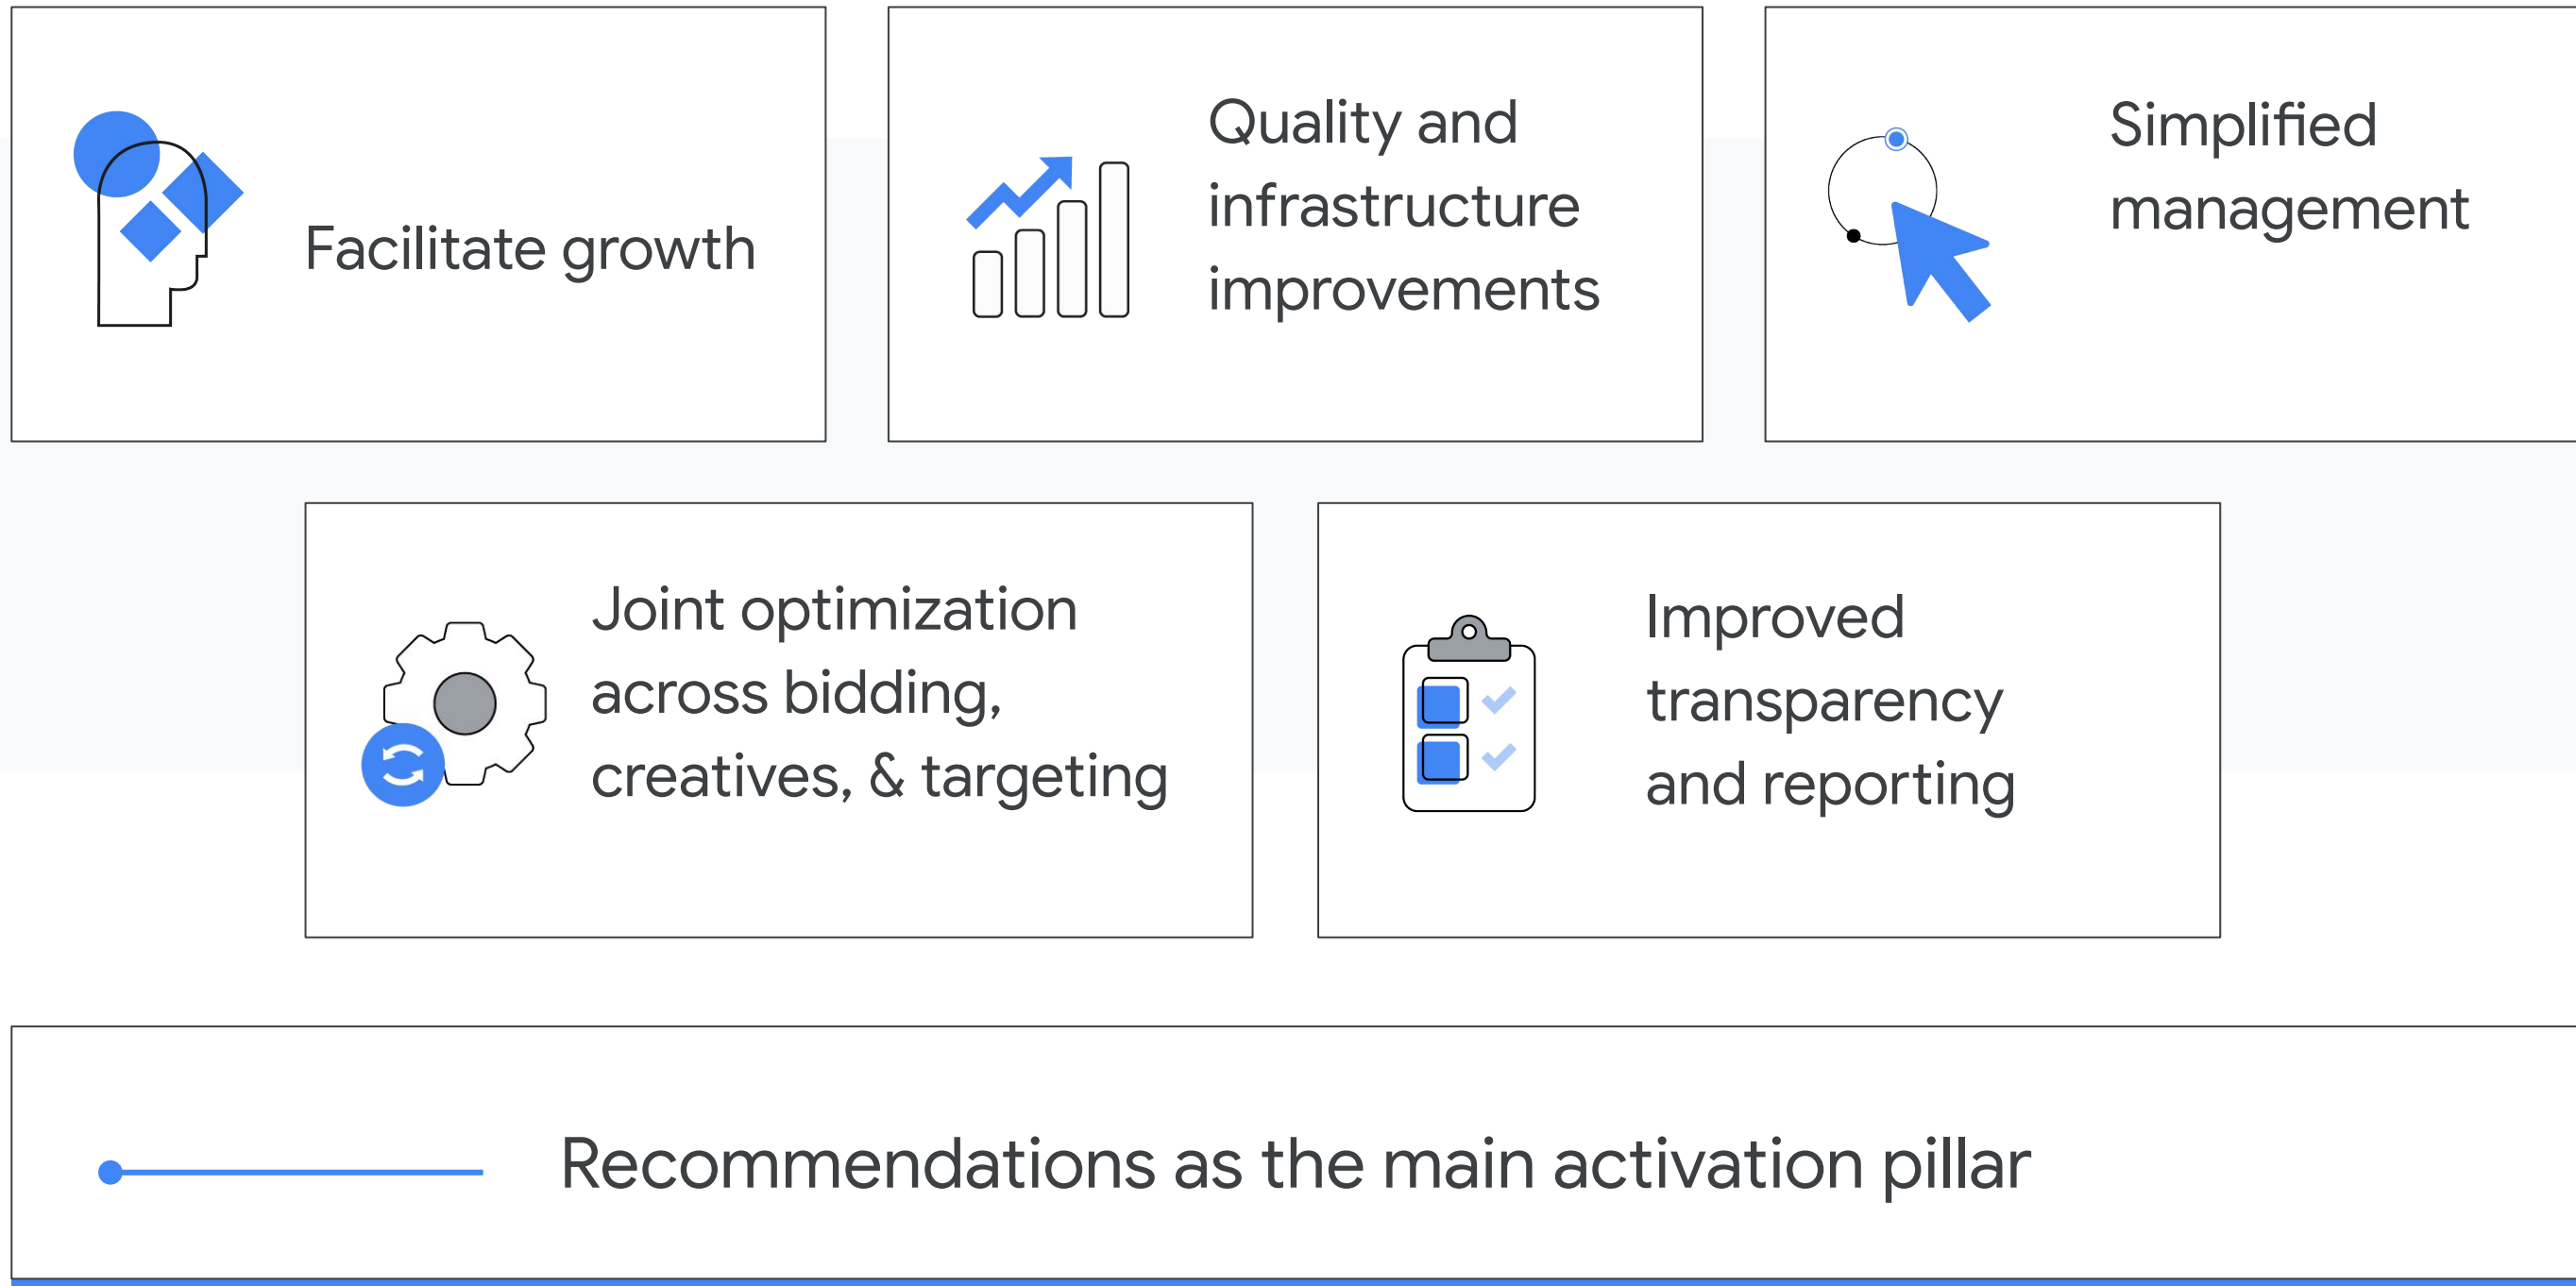 Facilitate growth
Quality and
infrastructure
improvements
Simplified
management
Joint optimization
across bidding,
creatives, & targeting
Improved
transparency
and reporting
Recommendations as the main activation pillar